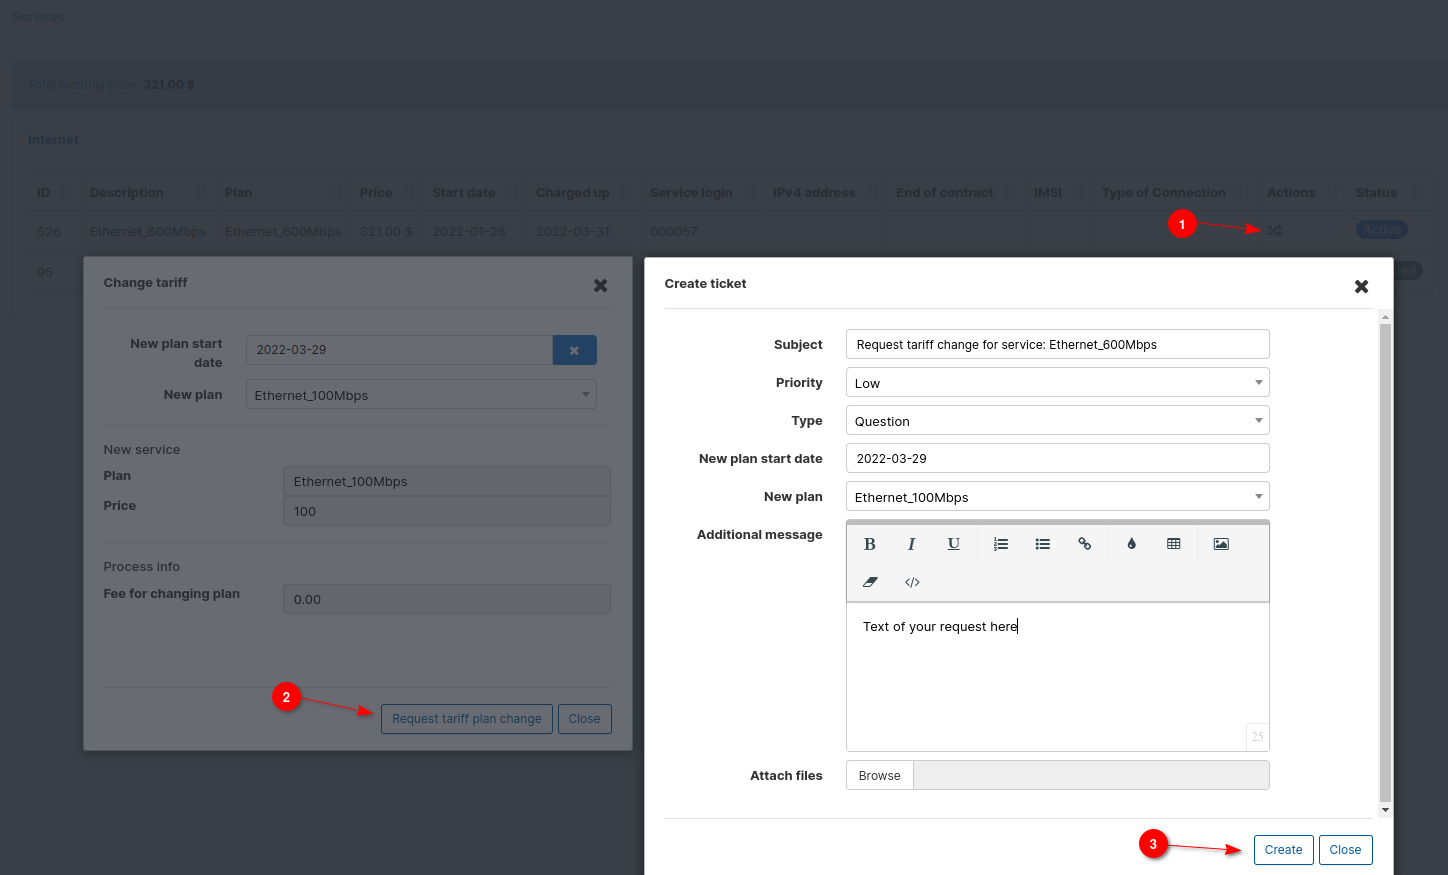 Services
Total monthly price: 321.00 $
Internet
ID Description Plan Price Start date Charged up Service login IPv4 address End of contract IMSI Type of Connection Actions Status
526 Ethernet_600Mbps Ethernet_600Mbps 321.00 $ 2022-01-26 2022-03-31 000057 1 Active
95
Change tariff
New plan start date 2022-03-29
New plan Ethernet_100Mbps
New service
Plan Ethernet_100Mbps
Price 100
Process info
Fee for changing plan 0.00
2 Request tariff plan change Close
Create ticket
Subject Request tariff change for service: Ethernet_600Mbps
Priority Low
Type Question
New plan start date 2022-03-29
New plan Ethernet_100Mbps
Additional message
B I U
</>
Text of your request here
25
Attach files Browse
3 Create Close